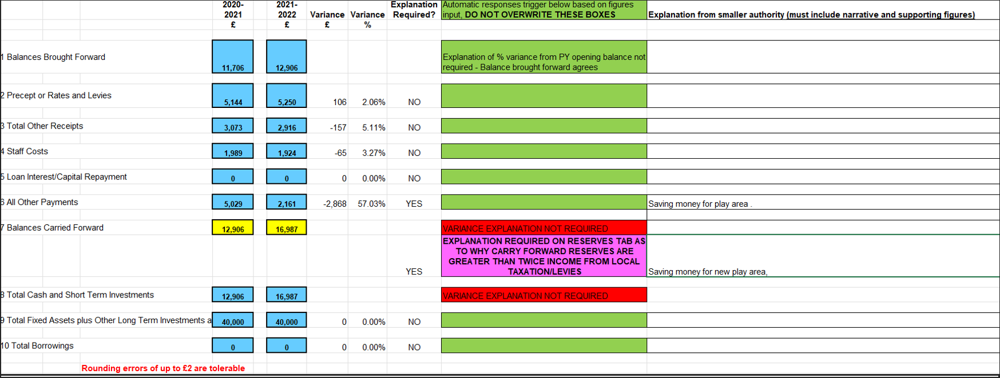 2020- 2021- Explanation Automatic responses trigger below based on figures
2021 2022 Variance Variance Required? input, DO NOT OVERWRITE THESE BOXES Explanation from smaller authority (must include narrative and supporting figures)
£ £ £ %
1 Balances Brought Forward 11,706 12,906 Explanation of % variance from PY opening balance not
required - Balance brought forward agrees
2 Precept or Rates and Levies 5,144 5,250 106 2.06% NO
3 Total Other Receipts 3,073 2,916 -157 5.11% NO
4 Staff Costs 1,989 1,924 -65 3.27% NO
5 Loan Interest/Capital Repayment 0 0 0 0.00% NO
6 All Other Payments 5,029 2,161 -2,868 57.03% YES Saving money for play area .
7 Balances Carried Forward 12,906 16,987 VARIANCE EXPLANATION NOT REQUIRED
EXPLANATION REQUIRED ON RESERVES TAB AS
TO WHY CARRY FORWARD RESERVES ARE
GREATER THAN TWICE INCOME FROM LOCAL
YES TAXATION/LEVIES Saving money for new play area,
8 Total Cash and Short Term Investments 12,906 16,987 VARIANCE EXPLANATION NOT REQUIRED
9 Total Fixed Assets plus Other Long Term Investments a 40,000 40,000 0 0.00% NO
10 Total Borrowings 0 0 0 0.00% NO
Rounding errors of up to £2 are tolerable